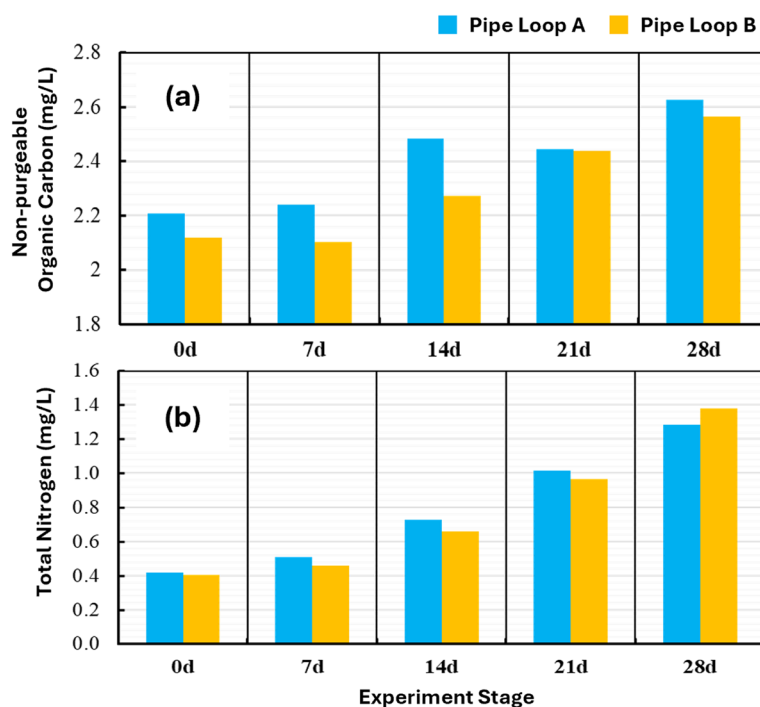 Pipe Loop A Pipe Loop B
(a)
Non-purgeable
Organic Carbon (mg/L)
2.8
2.6
2.4
2.2
2
1.8
0d 7d 14d 21d 28d
(b)
Total Nitrogen (mg/L)
1.6
1.4
1.2
1.0
0.8
0.6
0.4
0.2
0.0
0d 7d 14d 21d 28d
Experiment Stage